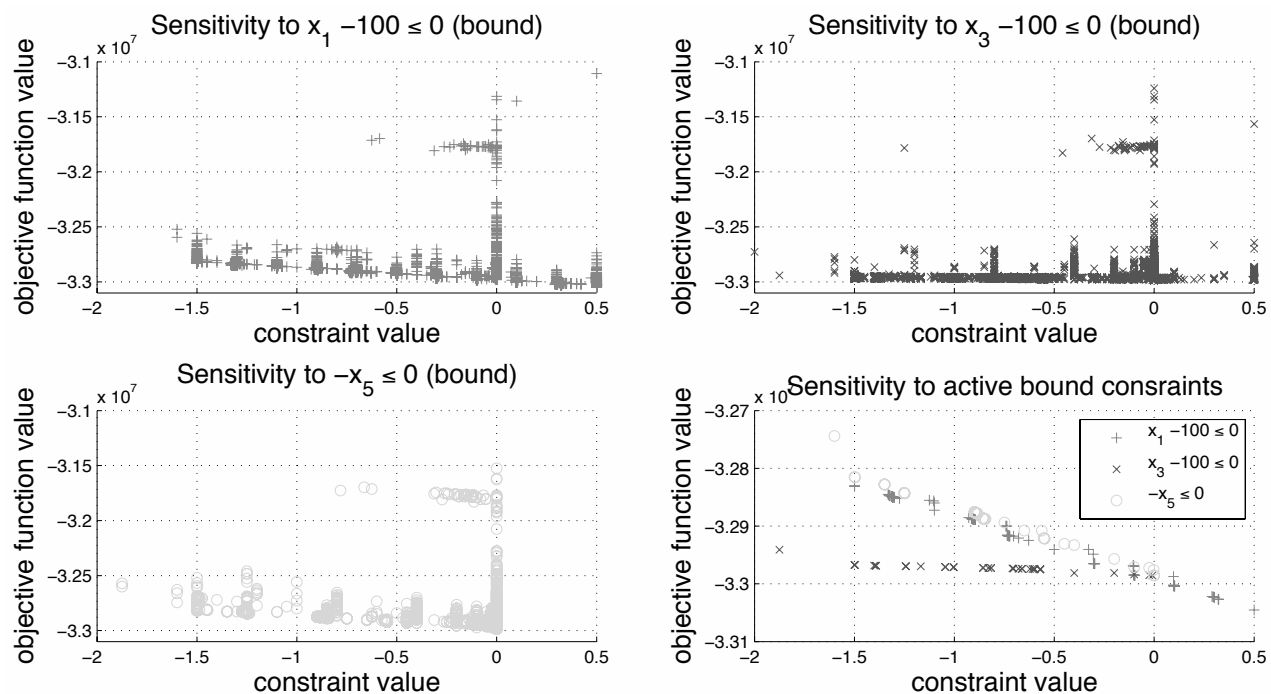 Sensitivity to x1 −100 ≤ 0 (bound)
x 10^7
−3.1
−3.15
−3.2
−3.25
−3.3
objective function value
−2 −1.5 −1 −0.5 0 0.5
constraint value
Sensitivity to x3 −100 ≤ 0 (bound)
x 10^7
−3.1
−3.15
−3.2
−3.25
−3.3
objective function value
−2 −1.5 −1 −0.5 0 0.5
constraint value
Sensitivity to −x5 ≤ 0 (bound)
x 10^7
−3.1
−3.15
−3.2
−3.25
−3.3
objective function value
−2 −1.5 −1 −0.5 0 0.5
constraint value
Sensitivity to active bound consraints
x 10
−3.27
−3.28
−3.29
−3.3
−3.31
objective function value
x1 −100 ≤ 0
x3 −100 ≤ 0
−x5 ≤ 0
−2 −1.5 −1 −0.5 0 0.5
constraint value